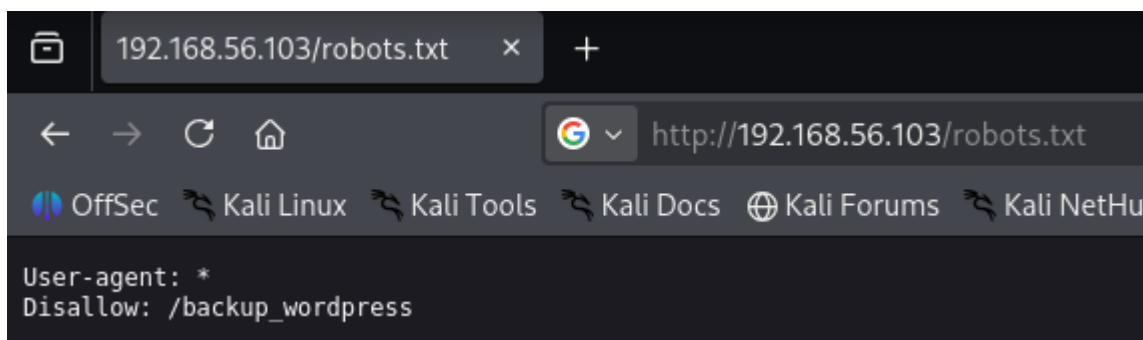 192.168.56.103/robots.txt
http://192.168.56.103/robots.txt
OffSec Kali Linux Kali Tools Kali Docs Kali Forums Kali NetHu
User-agent: *
Disallow: /backup_wordpress